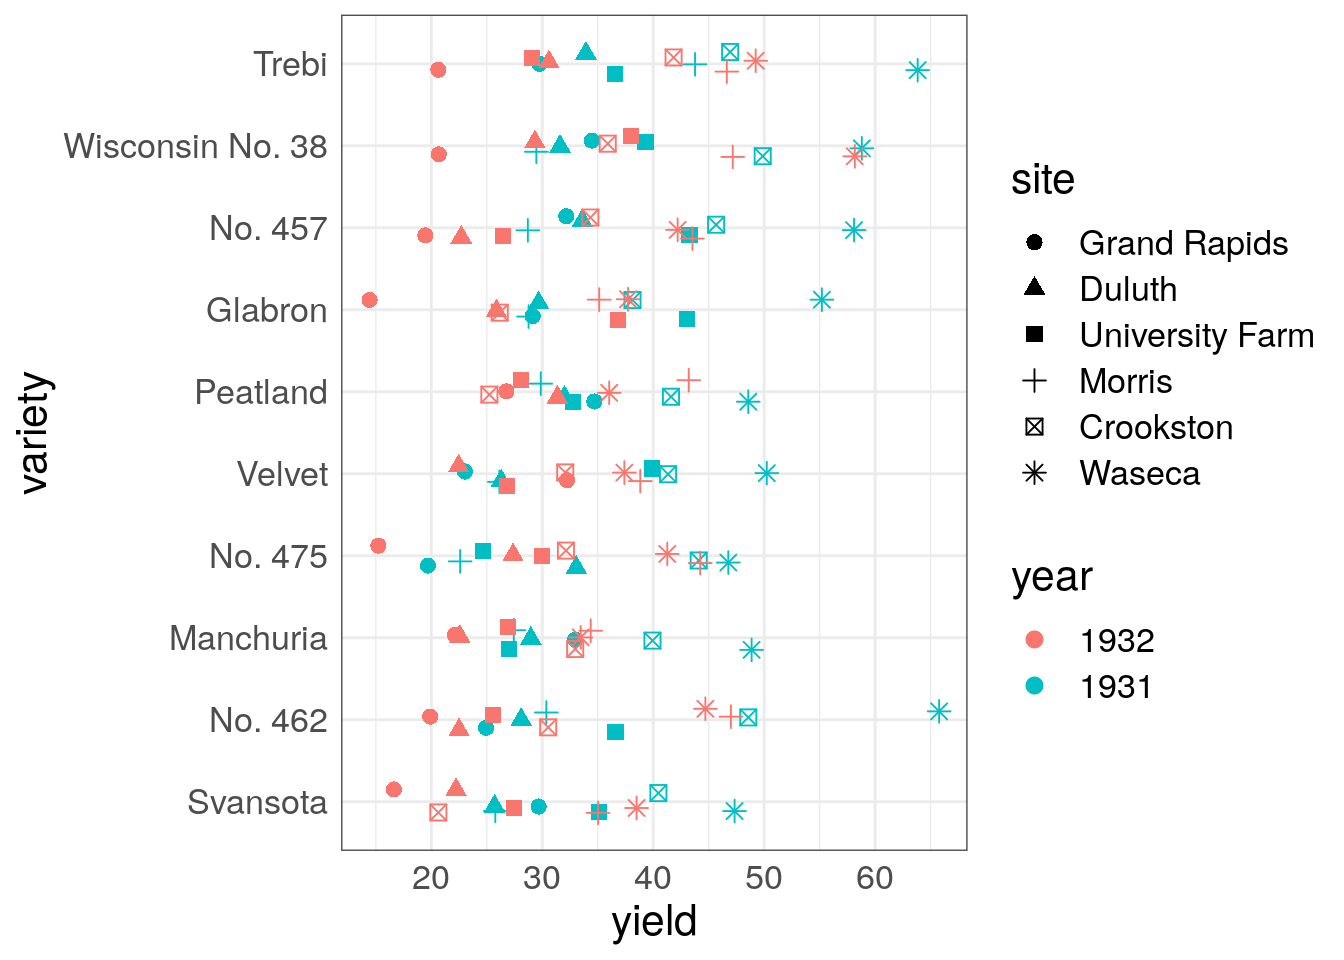 Trebi
Wisconsin No. 38
No. 457
Glabron
Peatland
Velvet
No. 475
Manchuria
No. 462
Svansota
variety
20 30 40 50 60
yield
site
Grand Rapids
Duluth
University Farm
Morris
Crookston
Waseca
year
1932
1931